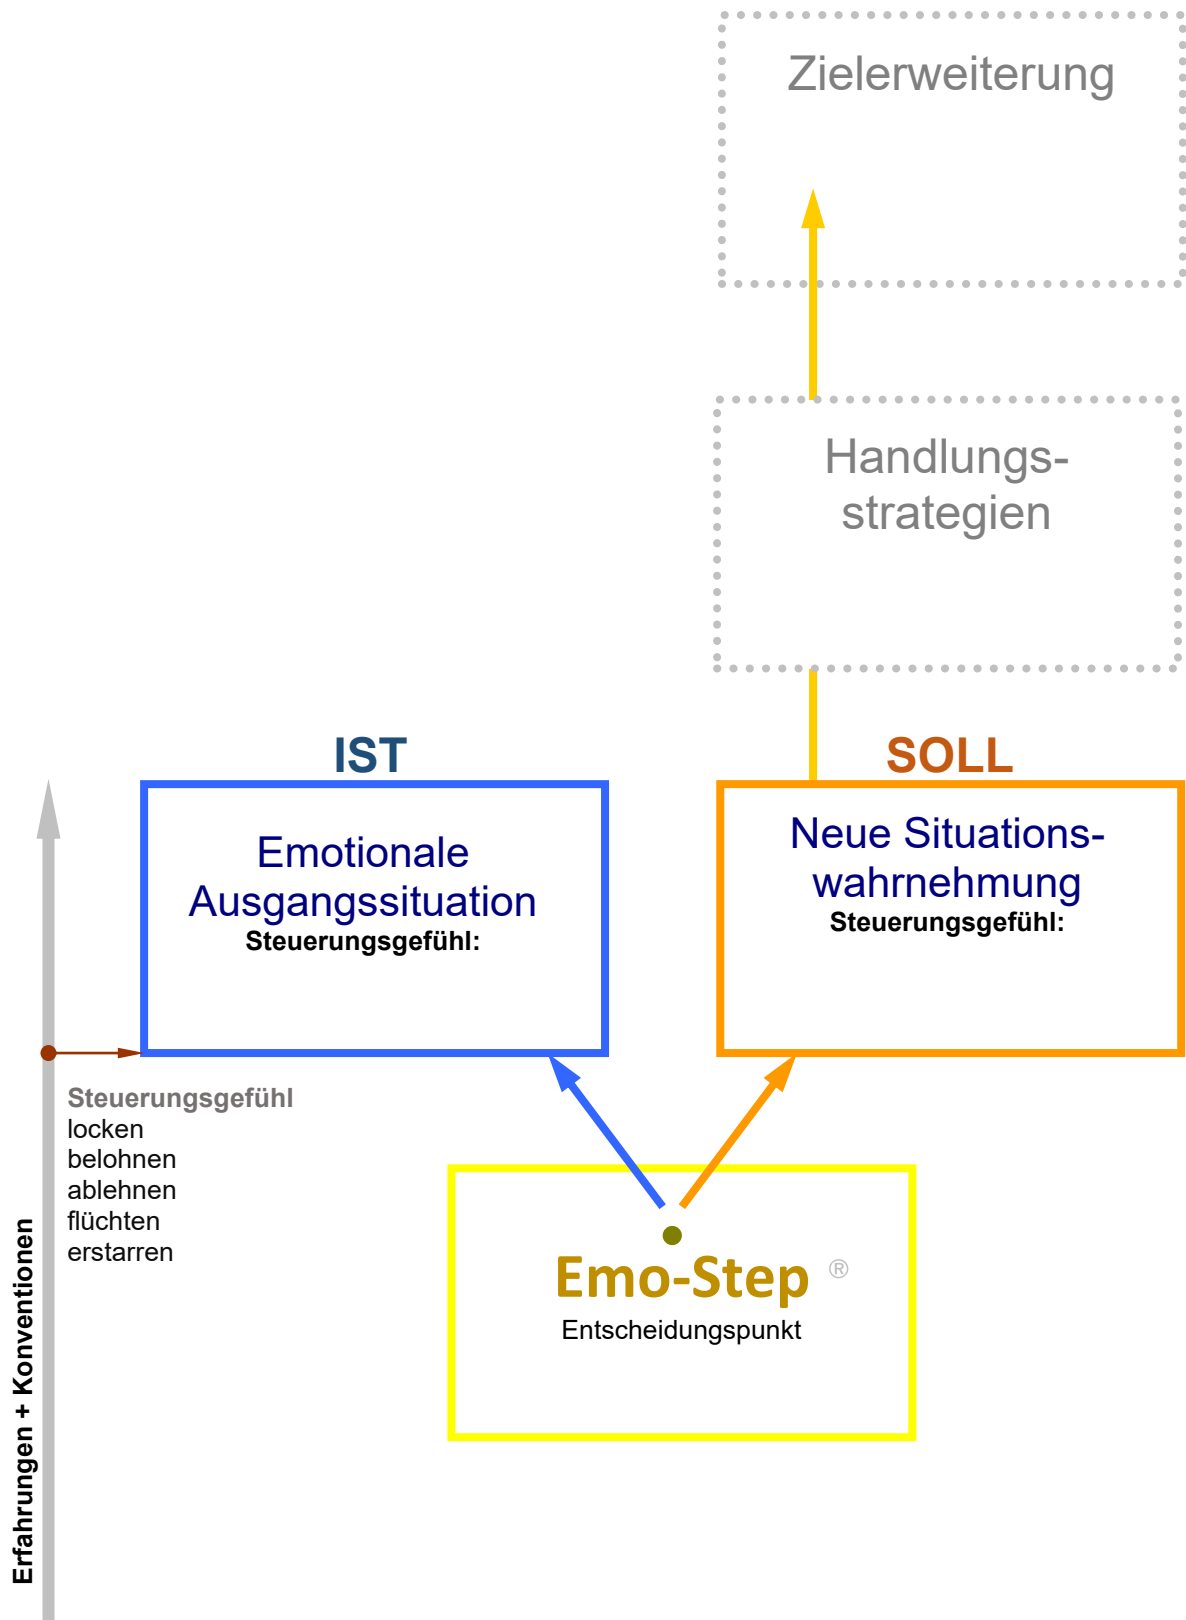 Zielerweiterung
Handlungs-
strategien
IST
SOLL
Emotionale
Ausgangssituation
Steuerungsgefühl:
Neue Situations-
wahrnehmung
Steuerungsgefühl:
Steuerungsgefühl
locken
belohnen
ablehnen
flüchten
erstarren
Erfahrungen + Konventionen
Emo-Step ®
Entscheidungspunkt